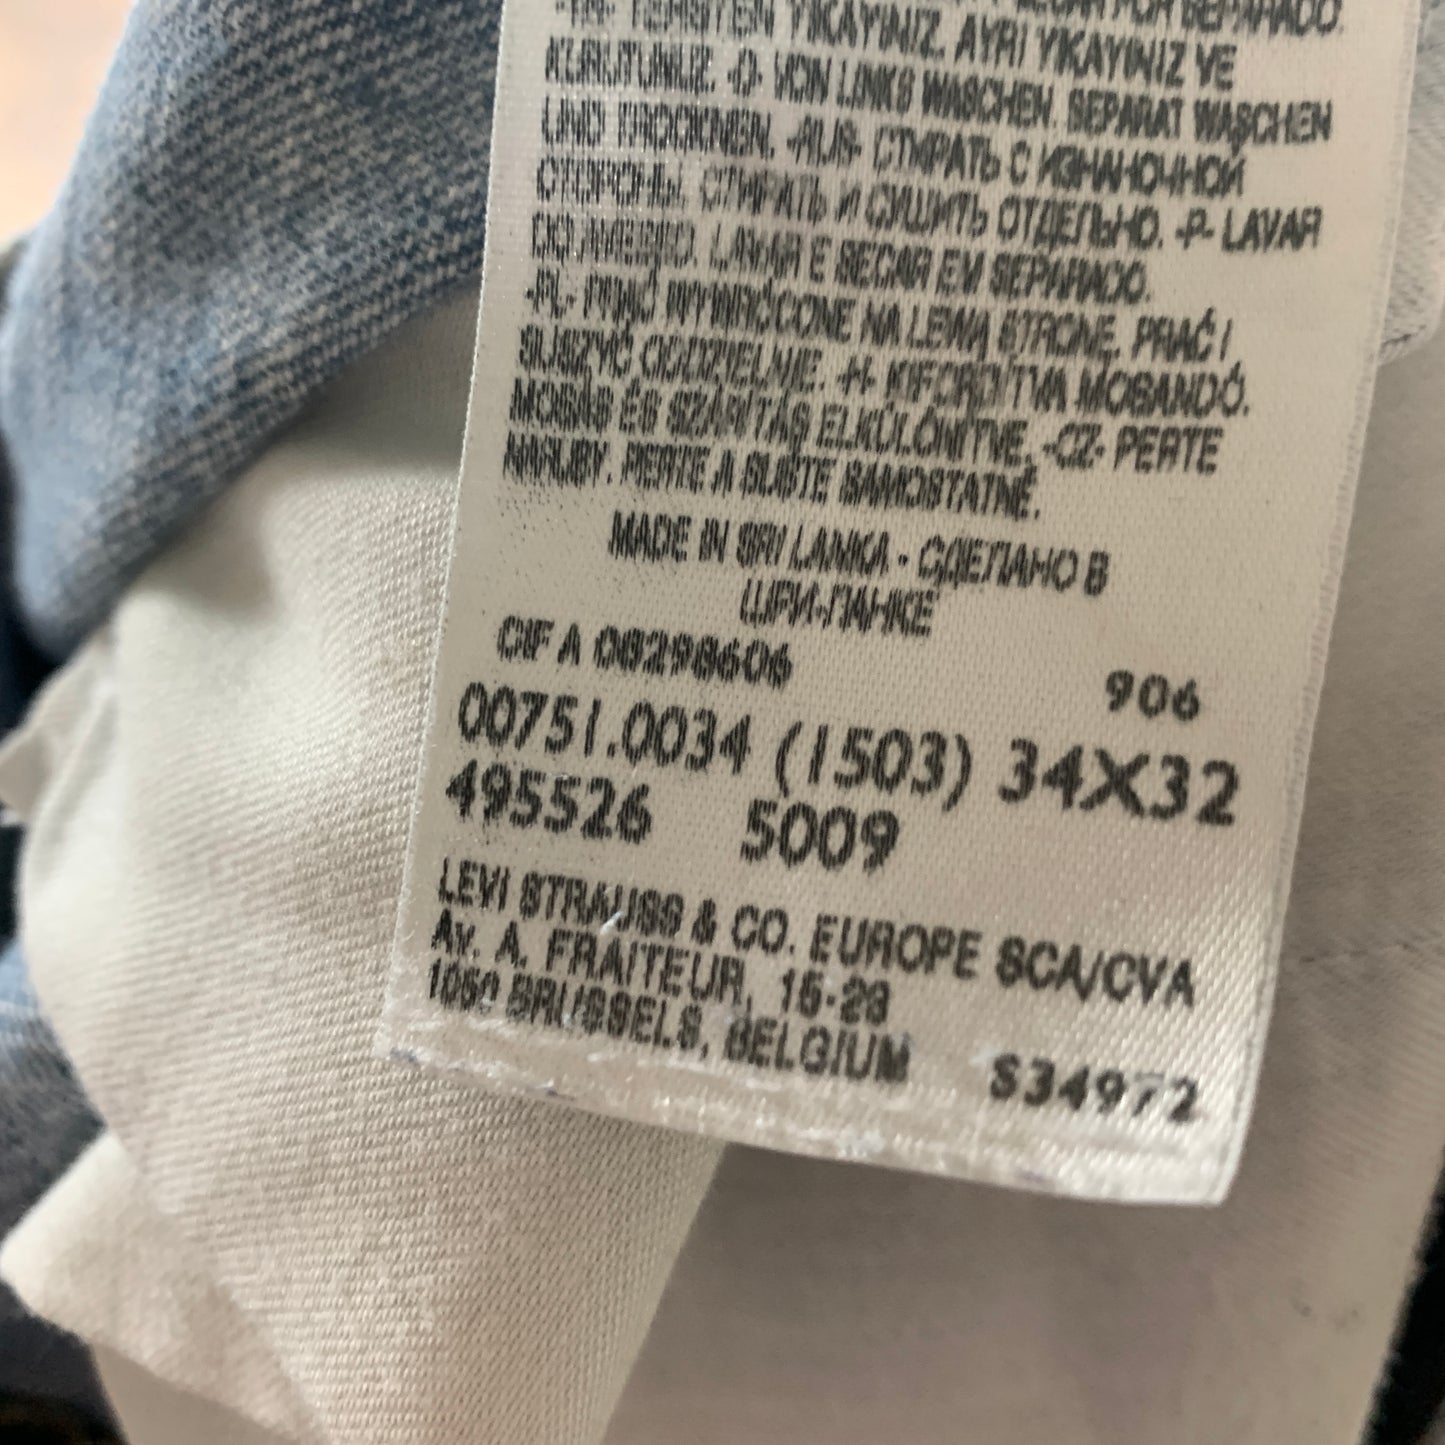 SEPARADO.
-TR- TERSTEN YIKAYINIZ. AYRI YIKAYINIZ VE
KURUTUNUZ. -D- VON LINKS WASCHEN. SEPARAT WASCHEN
UND TROCKNEN. -RUS- СТИРАТЬ С ИЗНАНОЧНОЙ
СТОРОНЫ. СТИРАТЬ И СУШИТЬ ОТДЕЛЬНО. -P- LAVAR
DO AVESSO. LAVAR E SECAR EM SEPARADO.
-PL- PRAĆ WYWRÓCONE NA LEWĄ STRONĘ. PRAĆ I
SUSZYĆ ODDZIELNIE. -H- KIFORDÍTVA MOSANDÓ.
MOSÁS ÉS SZÁRÍTÁS ELKÜLÖNÍTVE. -CZ- PERTE
NARUBY. PERTE A SUŠTE SAMOSTATNĚ.
MADE IN SRI LANKA • СДЕЛАНО В
ШРИ-ЛАНКЕ
CIF A 08298606 906
00751.0034 (1503) 34X32
495526 5009
LEVI STRAUSS & CO. EUROPE SCA/CVA
AV. A. FRAITEUR, 15-23
1050 BRUSSELS, BELGIUM S34972